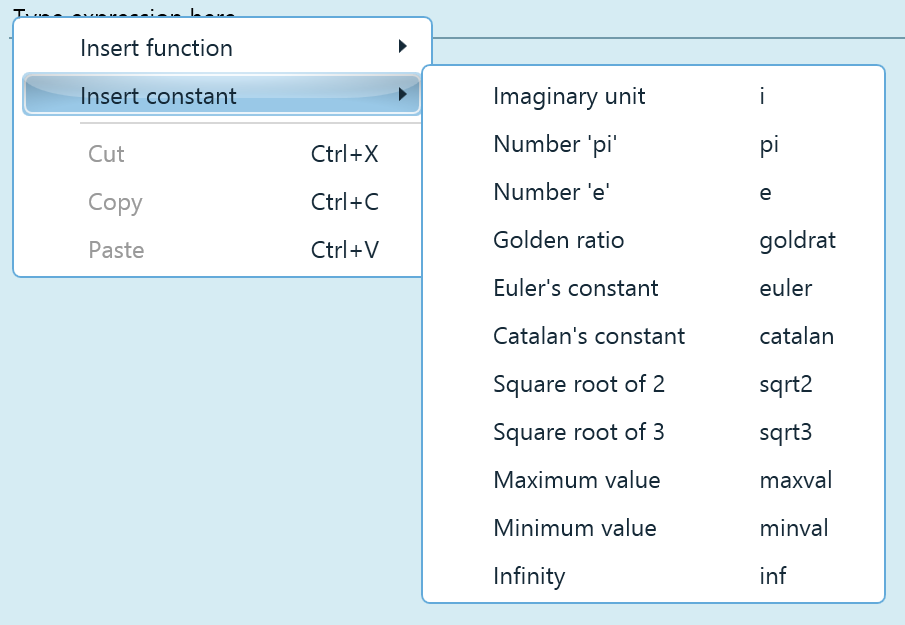 Type expression here
Insert function
Insert constant
Cut Ctrl+X
Copy Ctrl+C
Paste Ctrl+V
Imaginary unit i
Number 'pi' pi
Number 'e' e
Golden ratio goldrat
Euler's constant euler
Catalan's constant catalan
Square root of 2 sqrt2
Square root of 3 sqrt3
Maximum value maxval
Minimum value minval
Infinity inf